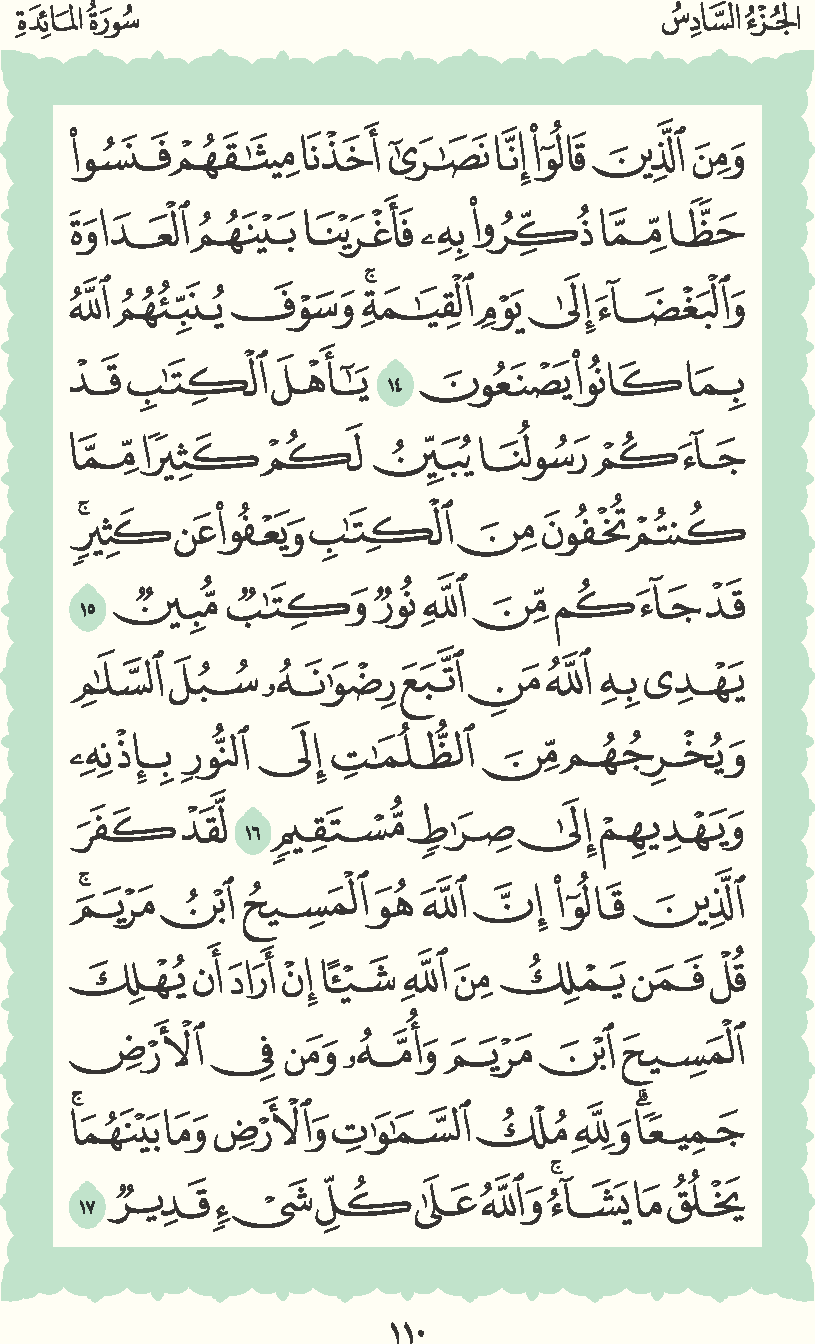 الجُزْءُ السَّادِسُ سُورَةُ المَائِدَةِ
وَمِنَ ٱلَّذِينَ قَالُوٓا۟ إِنَّا نَصَـٰرَىٰٓ أَخَذْنَا مِيثَـٰقَهُمْ فَنَسُوا۟
حَظًّا مِّمَّا ذُكِّرُوا۟ بِهِۦ فَأَغْرَيْنَا بَيْنَهُمُ ٱلْعَدَاوَةَ
وَٱلْبَغْضَآءَ إِلَىٰ يَوْمِ ٱلْقِيَـٰمَةِ ۚ وَسَوْفَ يُنَبِّئُهُمُ ٱللَّهُ
بِمَا كَانُوا۟ يَصْنَعُونَ ١٤ يَـٰٓأَهْلَ ٱلْكِتَـٰبِ قَدْ
جَآءَكُمْ رَسُولُنَا يُبَيِّنُ لَكُمْ كَثِيرًا مِّمَّا
كُنتُمْ تُخْفُونَ مِنَ ٱلْكِتَـٰبِ وَيَعْفُوا۟ عَن كَثِيرٍ ۚ
قَدْ جَآءَكُم مِّنَ ٱللَّهِ نُورٌ وَكِتَـٰبٌ مُّبِينٌ ١٥
يَهْدِى بِهِ ٱللَّهُ مَنِ ٱتَّبَعَ رِضْوَٰنَهُۥ سُبُلَ ٱلسَّلَـٰمِ
وَيُخْرِجُهُم مِّنَ ٱلظُّلُمَـٰتِ إِلَى ٱلنُّورِ بِإِذْنِهِۦ
وَيَهْدِيهِمْ إِلَىٰ صِرَٰطٍ مُّسْتَقِيمٍ ١٦ لَّقَدْ كَفَرَ
ٱلَّذِينَ قَالُوٓا۟ إِنَّ ٱللَّهَ هُوَ ٱلْمَسِيحُ ٱبْنُ مَرْيَمَ ۚ
قُلْ فَمَن يَمْلِكُ مِنَ ٱللَّهِ شَيْـًٔا إِنْ أَرَادَ أَن يُهْلِكَ
ٱلْمَسِيحَ ٱبْنَ مَرْيَمَ وَأُمَّهُۥ وَمَن فِى ٱلْأَرْضِ
جَمِيعًا ۗ وَلِلَّهِ مُلْكُ ٱلسَّمَـٰوَٰتِ وَٱلْأَرْضِ وَمَا بَيْنَهُمَا ۚ
يَخْلُقُ مَا يَشَآءُ ۚ وَٱللَّهُ عَلَىٰ كُلِّ شَىْءٍ قَدِيرٌ ١٧
١١٠